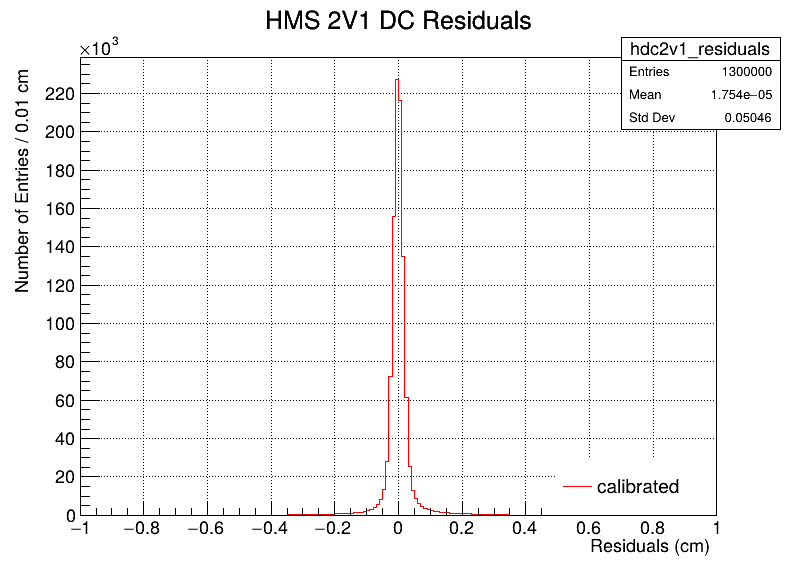 HMS 2V1 DC Residuals
×10³
hdc2v1_residuals
Entries 1300000
Mean 1.754e−05
Std Dev 0.05046
Number of Entries / 0.01 cm
220
200
180
160
140
120
100
80
60
40
20
0
calibrated
−1 −0.8 −0.6 −0.4 −0.2 0 0.2 0.4 0.6 0.8 1
Residuals (cm)